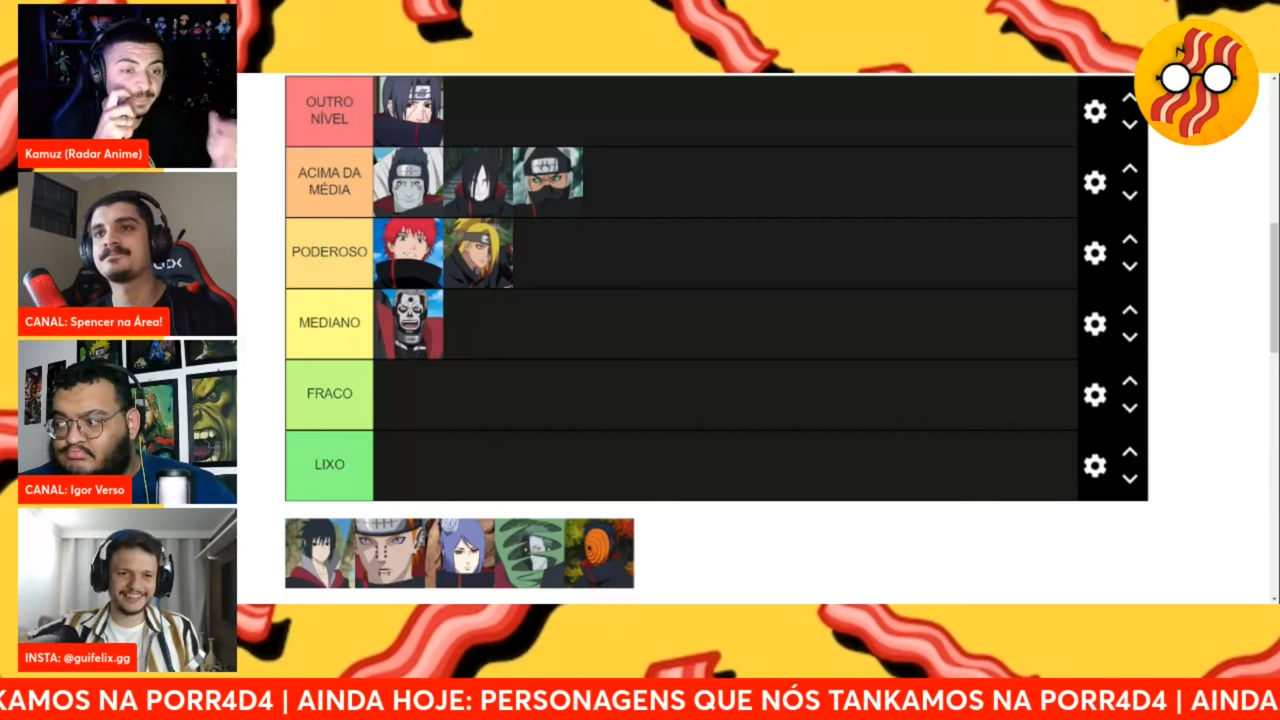 Kamuz (Radar Anime)
CANAL: Spencer na Área!
CANAL: Igor Verso
INSTA: @guifelix.gg
OUTRO
NÍVEL
ACIMA DA
MÉDIA
PODEROSO
MEDIANO
FRACO
LIXO
KAMOS NA PORR4D4 | AINDA HOJE: PERSONAGENS QUE NÓS TANKAMOS NA PORR4D4 | AINDA